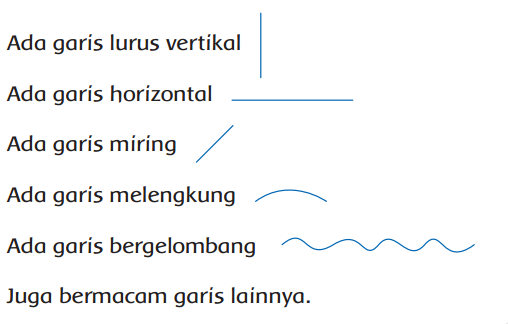 Ada garis lurus vertikal
Ada garis horizontal
Ada garis miring
Ada garis melengkung
Ada garis bergelombang
Juga bermacam garis lainnya.